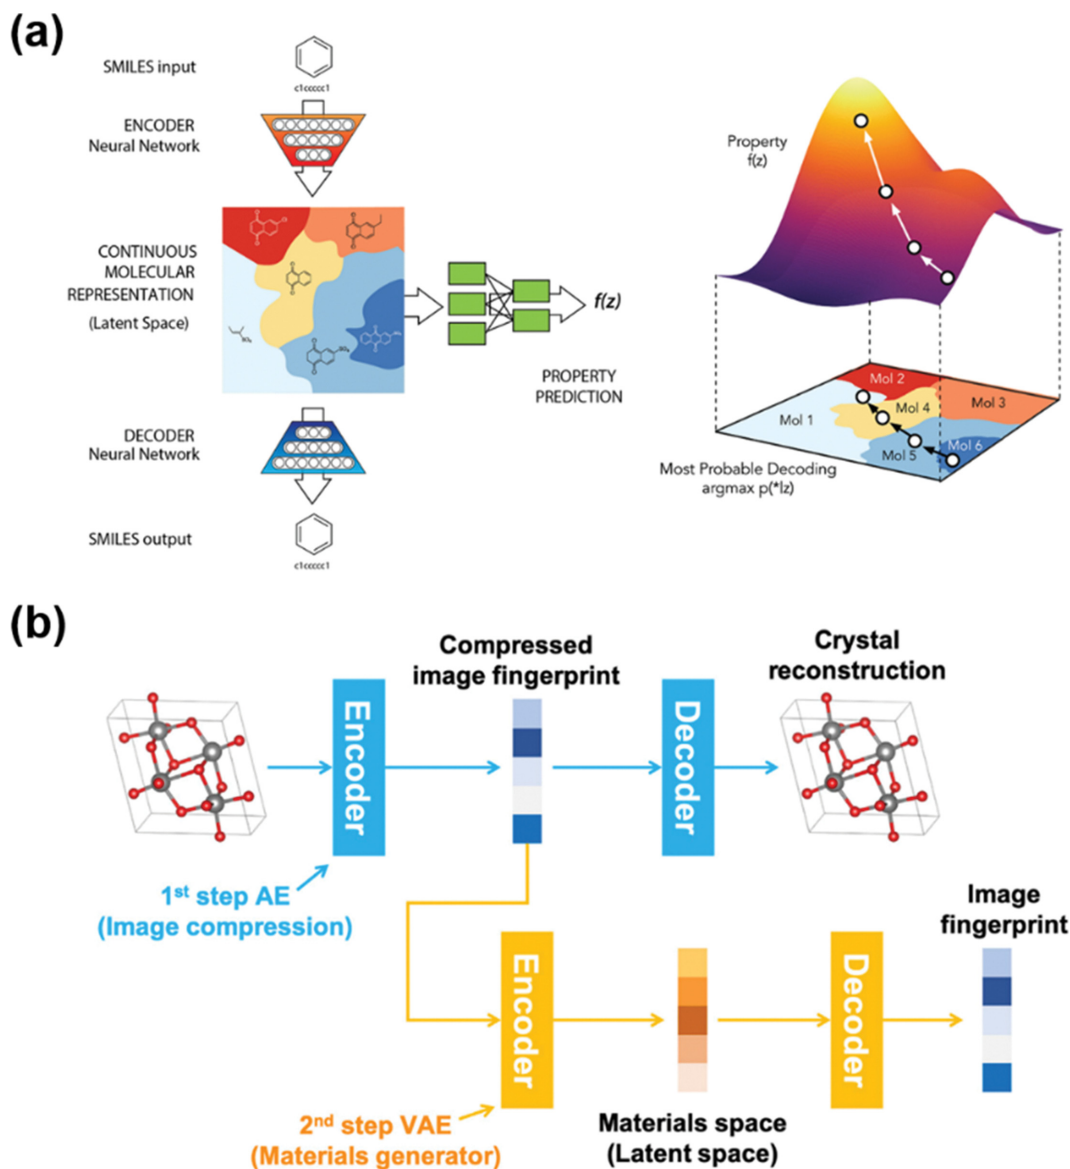 (a)
SMILES input
c1ccccc1
ENCODER
Neural Network
CONTINUOUS
MOLECULAR
REPRESENTATION
(Latent Space)
f(z)
PROPERTY
PREDICTION
DECODER
Neural Network
SMILES output
c1ccccc1
Property
f(z)
Mol 1
Mol 2
Mol 3
Mol 4
Mol 5
Mol 6
Most Probable Decoding
argmax p(*|z)
(b)
Compressed
image fingerprint
Crystal
reconstruction
Encoder
Decoder
1st step AE
(Image compression)
Image
fingerprint
Encoder
Decoder
2nd step VAE
(Materials generator)
Materials space
(Latent space)